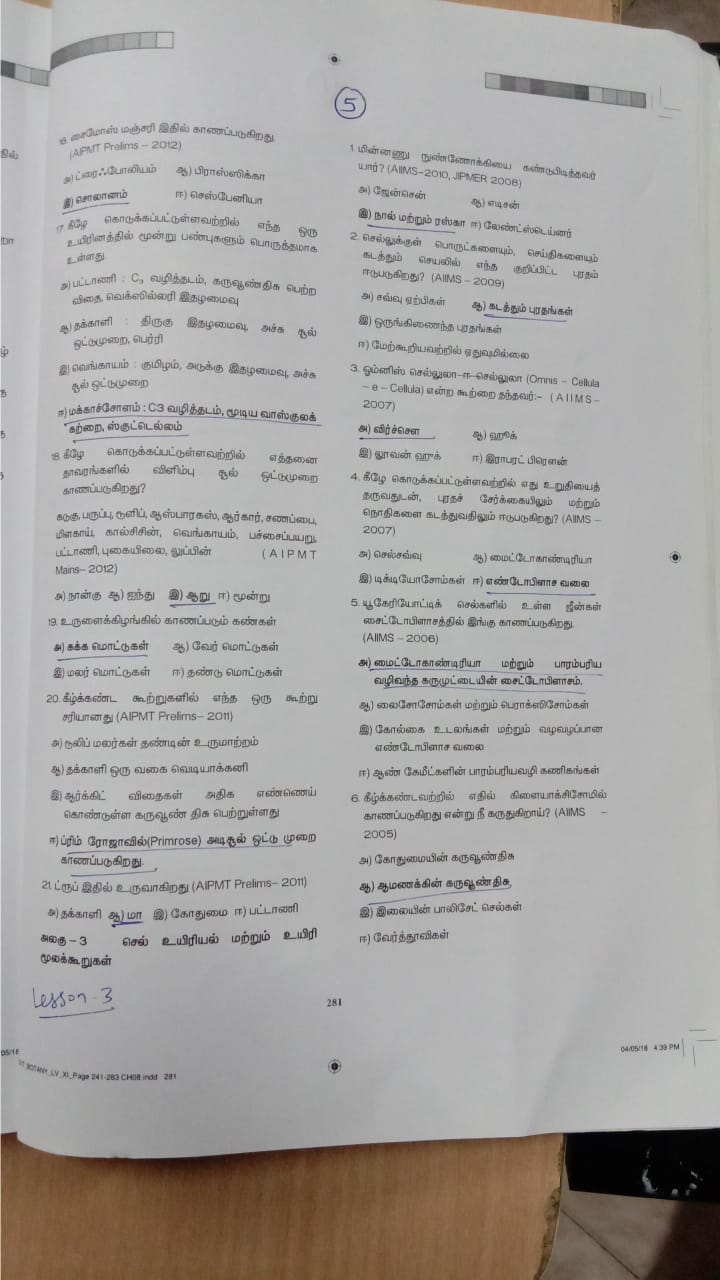 5
16. சைமோஸ் மஞ்சரி இதில் காணப்படுகிறது.
(AIPMT Prelims – 2012)
அ) ட்ரைஃபோலியம் ஆ) பிராஸ்ஸிக்கா
இ) சொலானம் ஈ) செஸ்பேனியா
17. கீழே கொடுக்கப்பட்டுள்ளவற்றில் எந்த ஒரு
உயிரினத்தில் மூன்று பண்புகளும் பொருத்தமாக
உள்ளது
அ) பட்டாணி : C₃ வழித்தடம், கருவூண்திசு பெற்ற
விதை, வெக்ஸில்லரி இதழமைவு
ஆ) தக்காளி : திருகு இதழமைவு, அச்சு சூல்
ஒட்டுமுறை, பெர்ரி
இ) வெங்காயம் : குமிழம், அடுக்கு இதழமைவு, அச்சு
சூல் ஒட்டுமுறை
ஈ) மக்காச்சோளம் : C3 வழித்தடம், மூடிய வாஸ்குலக்
கற்றை, ஸ்குட்டெல்லம்
18. கீழே கொடுக்கப்பட்டுள்ளவற்றில் எத்தனை
தாவரங்களில் விளிம்பு சூல் ஒட்டுமுறை
காணப்படுகிறது?
கடுகு, பருப்பு, டூளிப், ஆஸ்பாரகஸ், ஆர்கார், சணப்பை,
மிளகாய், கால்சிசின், வெங்காயம், பச்சைப்பயறு,
பட்டாணி, புகையிலை, லுப்பின் (AIPMT
Mains– 2012)
அ) நான்கு ஆ) ஐந்து இ) ஆறு ஈ) மூன்று
19. உருளைக்கிழங்கில் காணப்படும் கண்கள்
அ) கக்க மொட்டுகள் ஆ) வேர் மொட்டுகள்
இ) மலர் மொட்டுகள் ஈ) தண்டு மொட்டுகள்
20. கீழ்க்கண்ட கூற்றுகளில் எந்த ஒரு கூற்று
சரியானது (AIPMT Prelims– 2011)
அ) டூலிப் மலர்கள் தண்டின் உருமாற்றம்
ஆ) தக்காளி ஒரு வகை வெடியாக்கனி
இ) ஆர்க்கிட் விதைகள் அதிக எண்ணெய்
கொண்டுள்ள கருவூண் திசு பெற்றுள்ளது
ஈ) ப்ரிம் ரோஜாவில்(Primrose) அடிசூல் ஒட்டு முறை
காணப்படுகிறது.
21. ட்ரூப் இதில் உருவாகிறது (AIPMT Prelims– 2011)
அ) தக்காளி ஆ) மா இ) கோதுமை ஈ) பட்டாணி
அலகு – 3 செல் உயிரியல் மற்றும் உயிரி
மூலக்கூறுகள்
Lesson - 3
1. மின்னணு நுண்ணோக்கியை கண்டுபிடித்தவர்
யார்? (AIIMS–2010, JIPMER 2008)
அ) ஜேன்சென் ஆ) எடிசன்
இ) நால் மற்றும் ரஸ்கா ஈ) லேண்ட்ஸ்டெய்னர்
2. செல்லுக்குள் பொருட்களையும், செய்திகளையும்
கடத்தும் செயலில் எந்த குறிப்பிட்ட புரதம்
ஈடுபடுகிறது? (AIIMS – 2009)
அ) சவ்வு ஏற்பிகள் ஆ) கடத்தும் புரதங்கள்
இ) ஒருங்கிணைந்த புரதங்கள்
ஈ) மேற்கூறியவற்றில் ஏதுவுமில்லை
3. ஓம்னிஸ் செல்லுலா-ஈ-செல்லுலா (Omnis – Cellula
– e – Cellula) என்ற கூற்றை தந்தவர்:- (AIIMS-
2007)
அ) விர்ச்சௌ ஆ) ஹூக்
இ) லூவன் ஹூக் ஈ) இராபரட் பிரௌன்
4. கீழே கொடுக்கப்பட்டுள்ளவற்றில் எது உறுதியைத்
தருவதுடன், புரதச் சேர்க்கையிலும் மற்றும்
நொதிகளை கடத்துவதிலும் ஈடுபடுகிறது? (AIIMS –
2007)
அ) செல்சவ்வு ஆ) மைட்டோகாண்டிரியா
இ) டிக்டியோசோம்கள் ஈ) எண்டோபிளாச வலை
5. யூகேரியோட்டிக் செல்களில் உள்ள ஜீன்கள்
சைட்டோபிளாசத்தில் இங்கு காணப்படுகிறது.
(AIIMS – 2006)
அ) மைட்டோகாண்டிரியா மற்றும் பாரம்பரிய
வழிவந்த கருமுட்டையின் சைட்டோபிளாசம்.
ஆ) லைசோசோம்கள் மற்றும் பெராக்ஸிசோம்கள்
இ) கோல்கை உடலங்கள் மற்றும் வழவழப்பான
எண்டோபிளாச வலை
ஈ) ஆண் கேமீட்களின் பாரம்பரியவழி கணிகங்கள்
6. கீழ்க்கண்டவற்றில் எதில் கிளையாக்சிசோமில்
காணப்படுகிறது என்று நீ கருதுகிறாய்? (AIIMS –
2005)
அ) கோதுமையின் கருவூண்திசு
ஆ) ஆமணக்கின் கருவூண்திசு,
இ) இலையின் பாலிசேட் செல்கள்
ஈ) வேர்த்தூவிகள்
281
04/05/18 4:39 PM
BOTANY_LV_XI_Page 241-283 CH08.indd 281
05/18